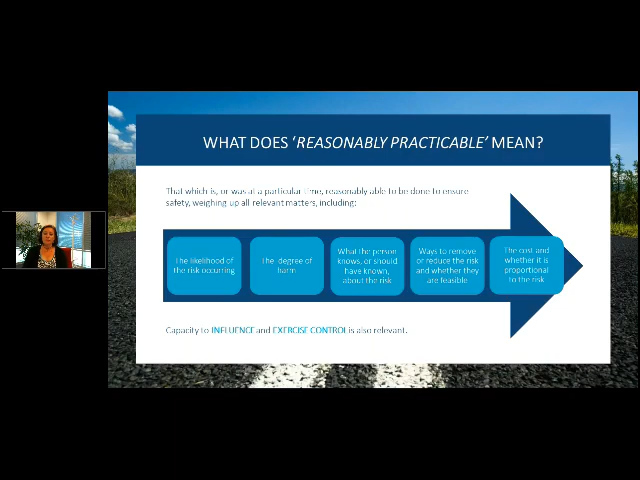 WHAT DOES ‘REASONABLY PRACTICABLE’ MEAN?
That which is, or was at a particular time, reasonably able to be done to ensure
safety, weighing up all relevant matters, including:
The likelihood of
the risk occurring
The degree of
harm
What the person
knows, or should
have known,
about the risk
Ways to remove
or reduce the risk
and whether they
are feasible
The cost and
whether it is
proportional
to the risk
Capacity to INFLUENCE and EXERCISE CONTROL is also relevant.